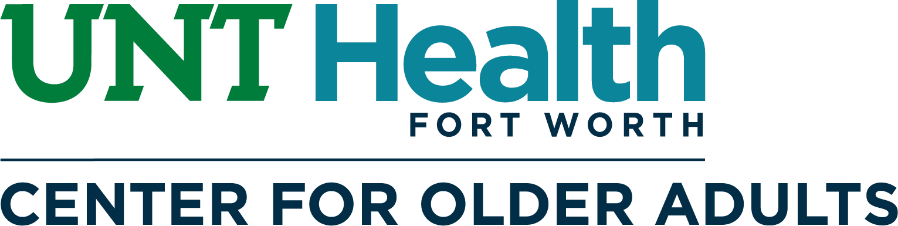 UNT Health
FORT WORTH
CENTER FOR OLDER ADULTS